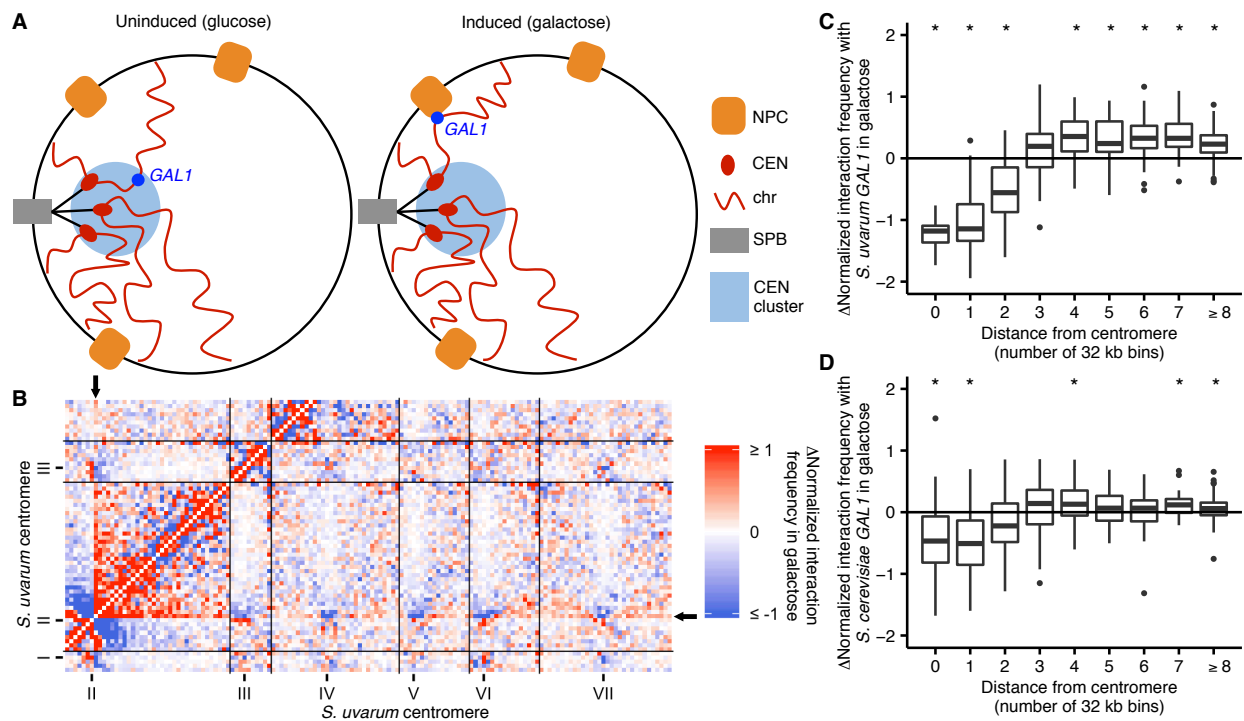 A
Uninduced (glucose)
Induced (galactose)
GAL1
GAL1
NPC
CEN
chr
SPB
CEN
cluster
B
S. uvarum centromere
III
II
I
II
III
IV
V
VI
VII
S. uvarum centromere
≥ 1
0
≤ -1
ΔNormalized interaction
frequency in galactose
C
ΔNormalized interaction frequency with
S. uvarum GAL1 in galactose
2
1
0
−1
−2
* * * * * * * *
0 1 2 3 4 5 6 7 ≥ 8
Distance from centromere
(number of 32 kb bins)
D
ΔNormalized interaction frequency with
S. cerevisiae GAL1 in galactose
2
1
0
−1
−2
* * * * *
0 1 2 3 4 5 6 7 ≥ 8
Distance from centromere
(number of 32 kb bins)